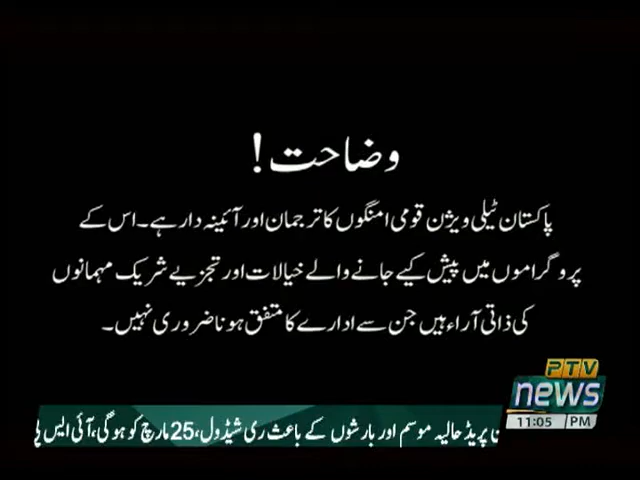 وضاحت!
پاکستان ٹیلی ویژن قومی امنگوں کا ترجمان اور آئینہ دار ہے۔ اس کے
پروگراموں میں پیش کیے جانے والے خیالات اور تجزیے شریک مہمانوں
کی ذاتی آراء ہیں جن سے ادارے کا متفق ہونا ضروری نہیں۔
PTV
news
11:05 PM
پریڈ حالیہ موسم اور بارشوں کے باعث ری شیڈول، 25 مارچ کو ہوگی، آئی ایس پی